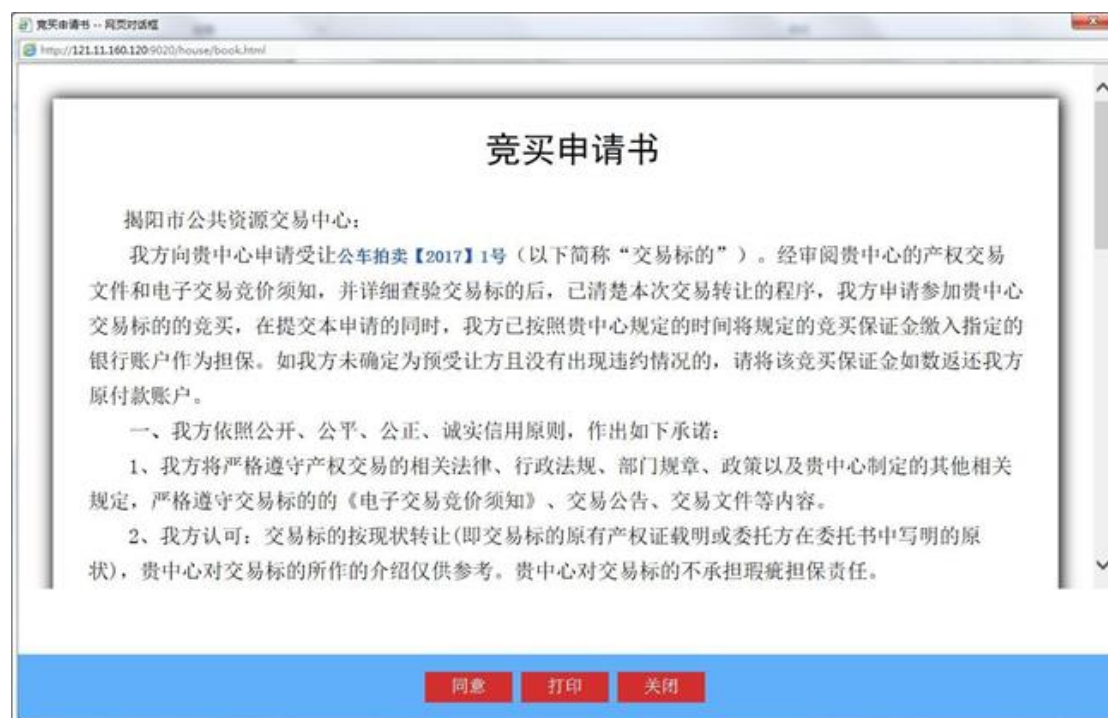 竞买申请书 -- 网页对话框
http://121.11.160.120:9020/house/book.html
竞买申请书
揭阳市公共资源交易中心：
我方向贵中心申请受让公车拍卖【2017】1号（以下简称“交易标的”）。经审阅贵中心的产权交易
文件和电子交易竞价须知，并详细查验交易标的后，已清楚本次交易转让的程序，我方申请参加贵中心
交易标的的竞买，在提交本申请的同时，我方已按照贵中心规定的时间将规定的竞买保证金缴入指定的
银行账户作为担保。如我方未确定为预受让方且没有出现违约情况的，请将该竞买保证金如数返还我方
原付款账户。
一、我方依照公开、公平、公正、诚实信用原则，作出如下承诺：
1、我方将严格遵守产权交易的相关法律、行政法规、部门规章、政策以及贵中心制定的其他相关
规定，严格遵守交易标的的《电子交易竞价须知》、交易公告、交易文件等内容。
2、我方认可：交易标的按现状转让(即交易标的原有产权证载明或委托方在委托书中写明的原
状)，贵中心对交易标的所作的介绍仅供参考。贵中心对交易标的不承担瑕疵担保责任。
同意 打印 关闭